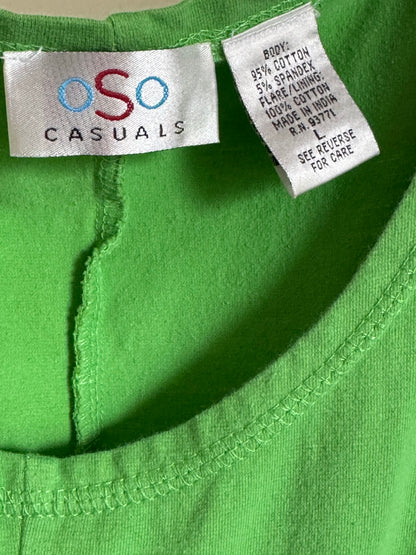 oSo
CASUALS
BODY:
95% COTTON
5% SPANDEX
FLARE/LINING:
100% COTTON
MADE IN INDIA
R.N. 93771
L
SEE REVERSE
FOR CARE